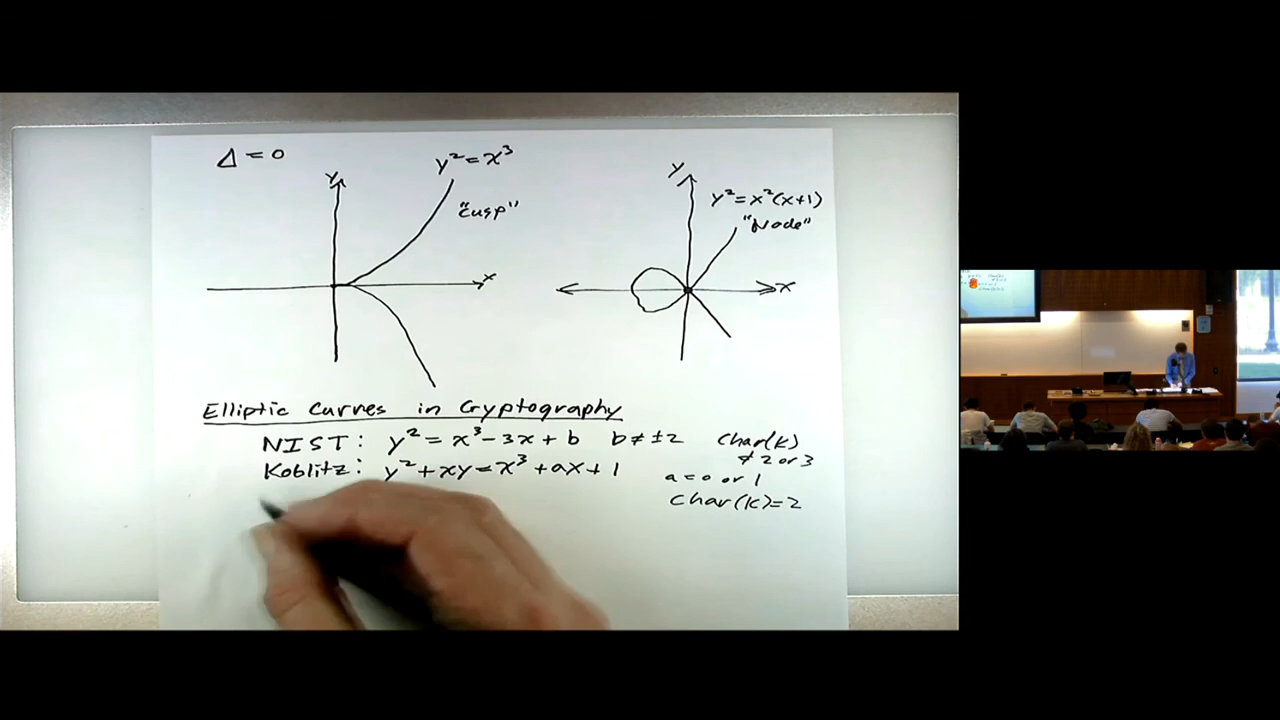 Δ = 0
y² = x³
"Cusp"
y
x
y
y² = x²(x+1)
"Node"
x
Elliptic Curves in Cryptography
NIST: y² = x³ - 3x + b b ≠ ±2 char(k) ≠ 2 or 3
Koblitz: y² + xy = x³ + ax + 1 a = 0 or 1
char(k) = 2